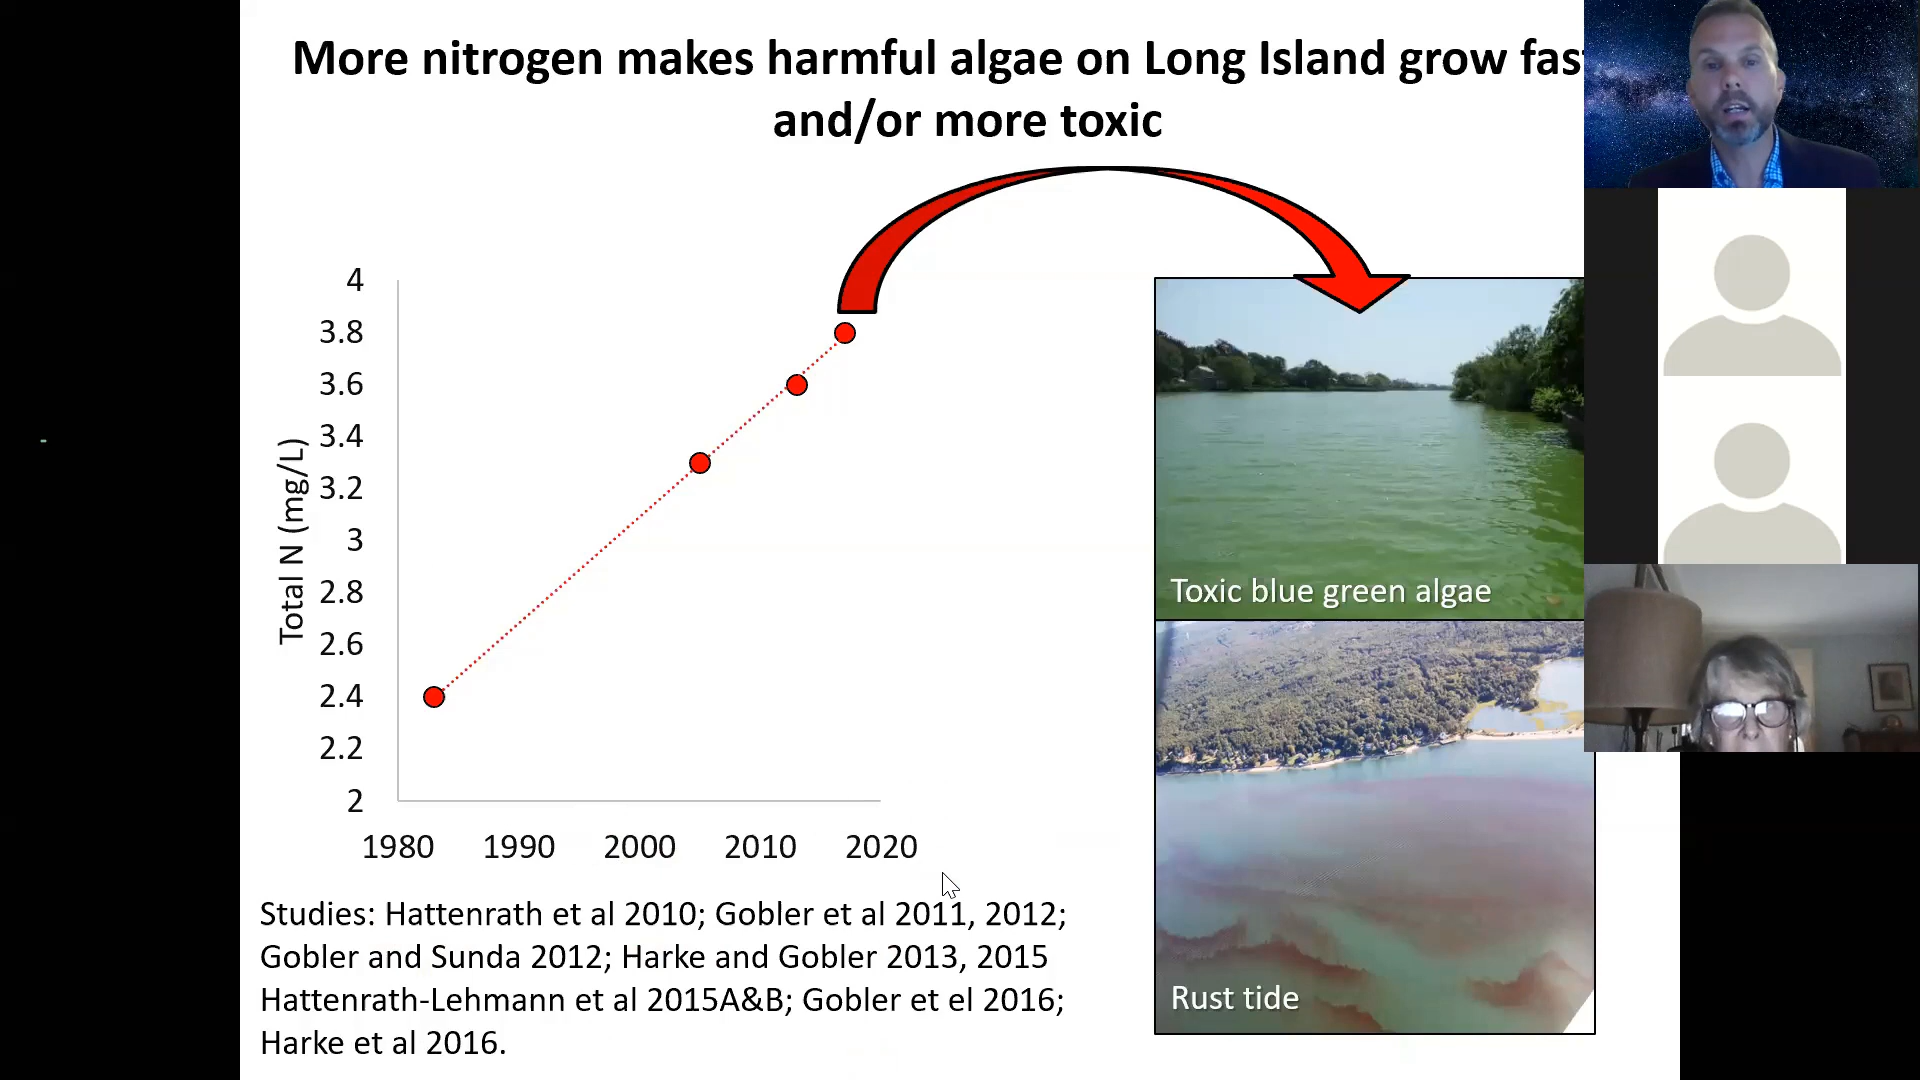 More nitrogen makes harmful algae on Long Island grow fas
and/or more toxic
4
3.8
3.6
3.4
3.2
3
2.8
2.6
2.4
2.2
2
Total N (mg/L)
1980 1990 2000 2010 2020
Toxic blue green algae
Rust tide
Studies: Hattenrath et al 2010; Gobler et al 2011, 2012;
Gobler and Sunda 2012; Harke and Gobler 2013, 2015
Hattenrath-Lehmann et al 2015A&B; Gobler et el 2016;
Harke et al 2016.